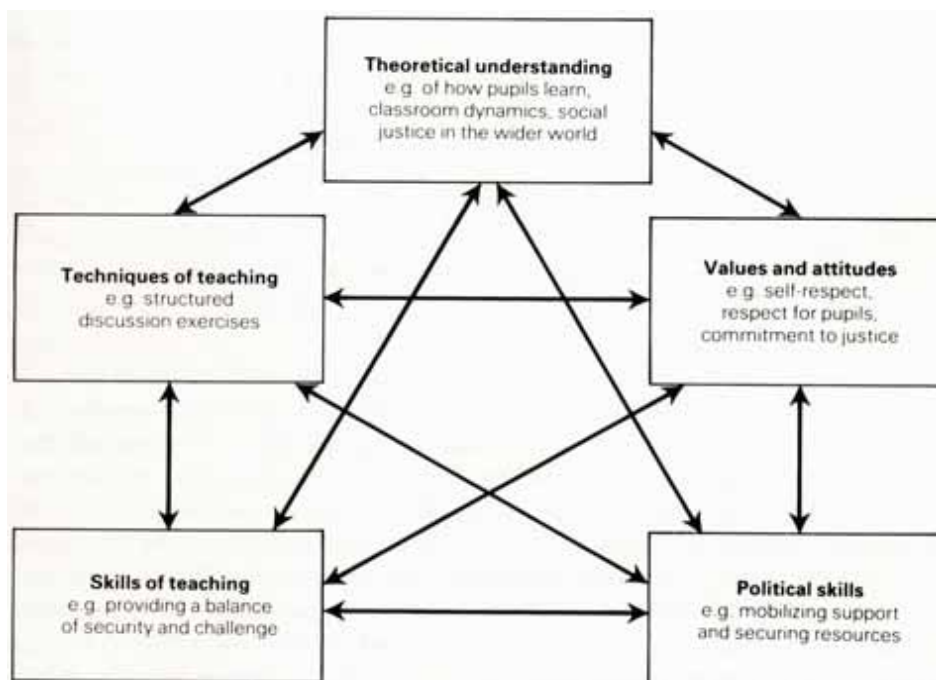 Theoretical understanding
e.g. of how pupils learn,
classroom dynamics, social
justice in the wider world
Techniques of teaching
e.g. structured
discussion exercises
Values and attitudes
e.g. self-respect,
respect for pupils,
commitment to justice
Skills of teaching
e.g. providing a balance
of security and challenge
Political skills
e.g. mobilizing support
and securing resources